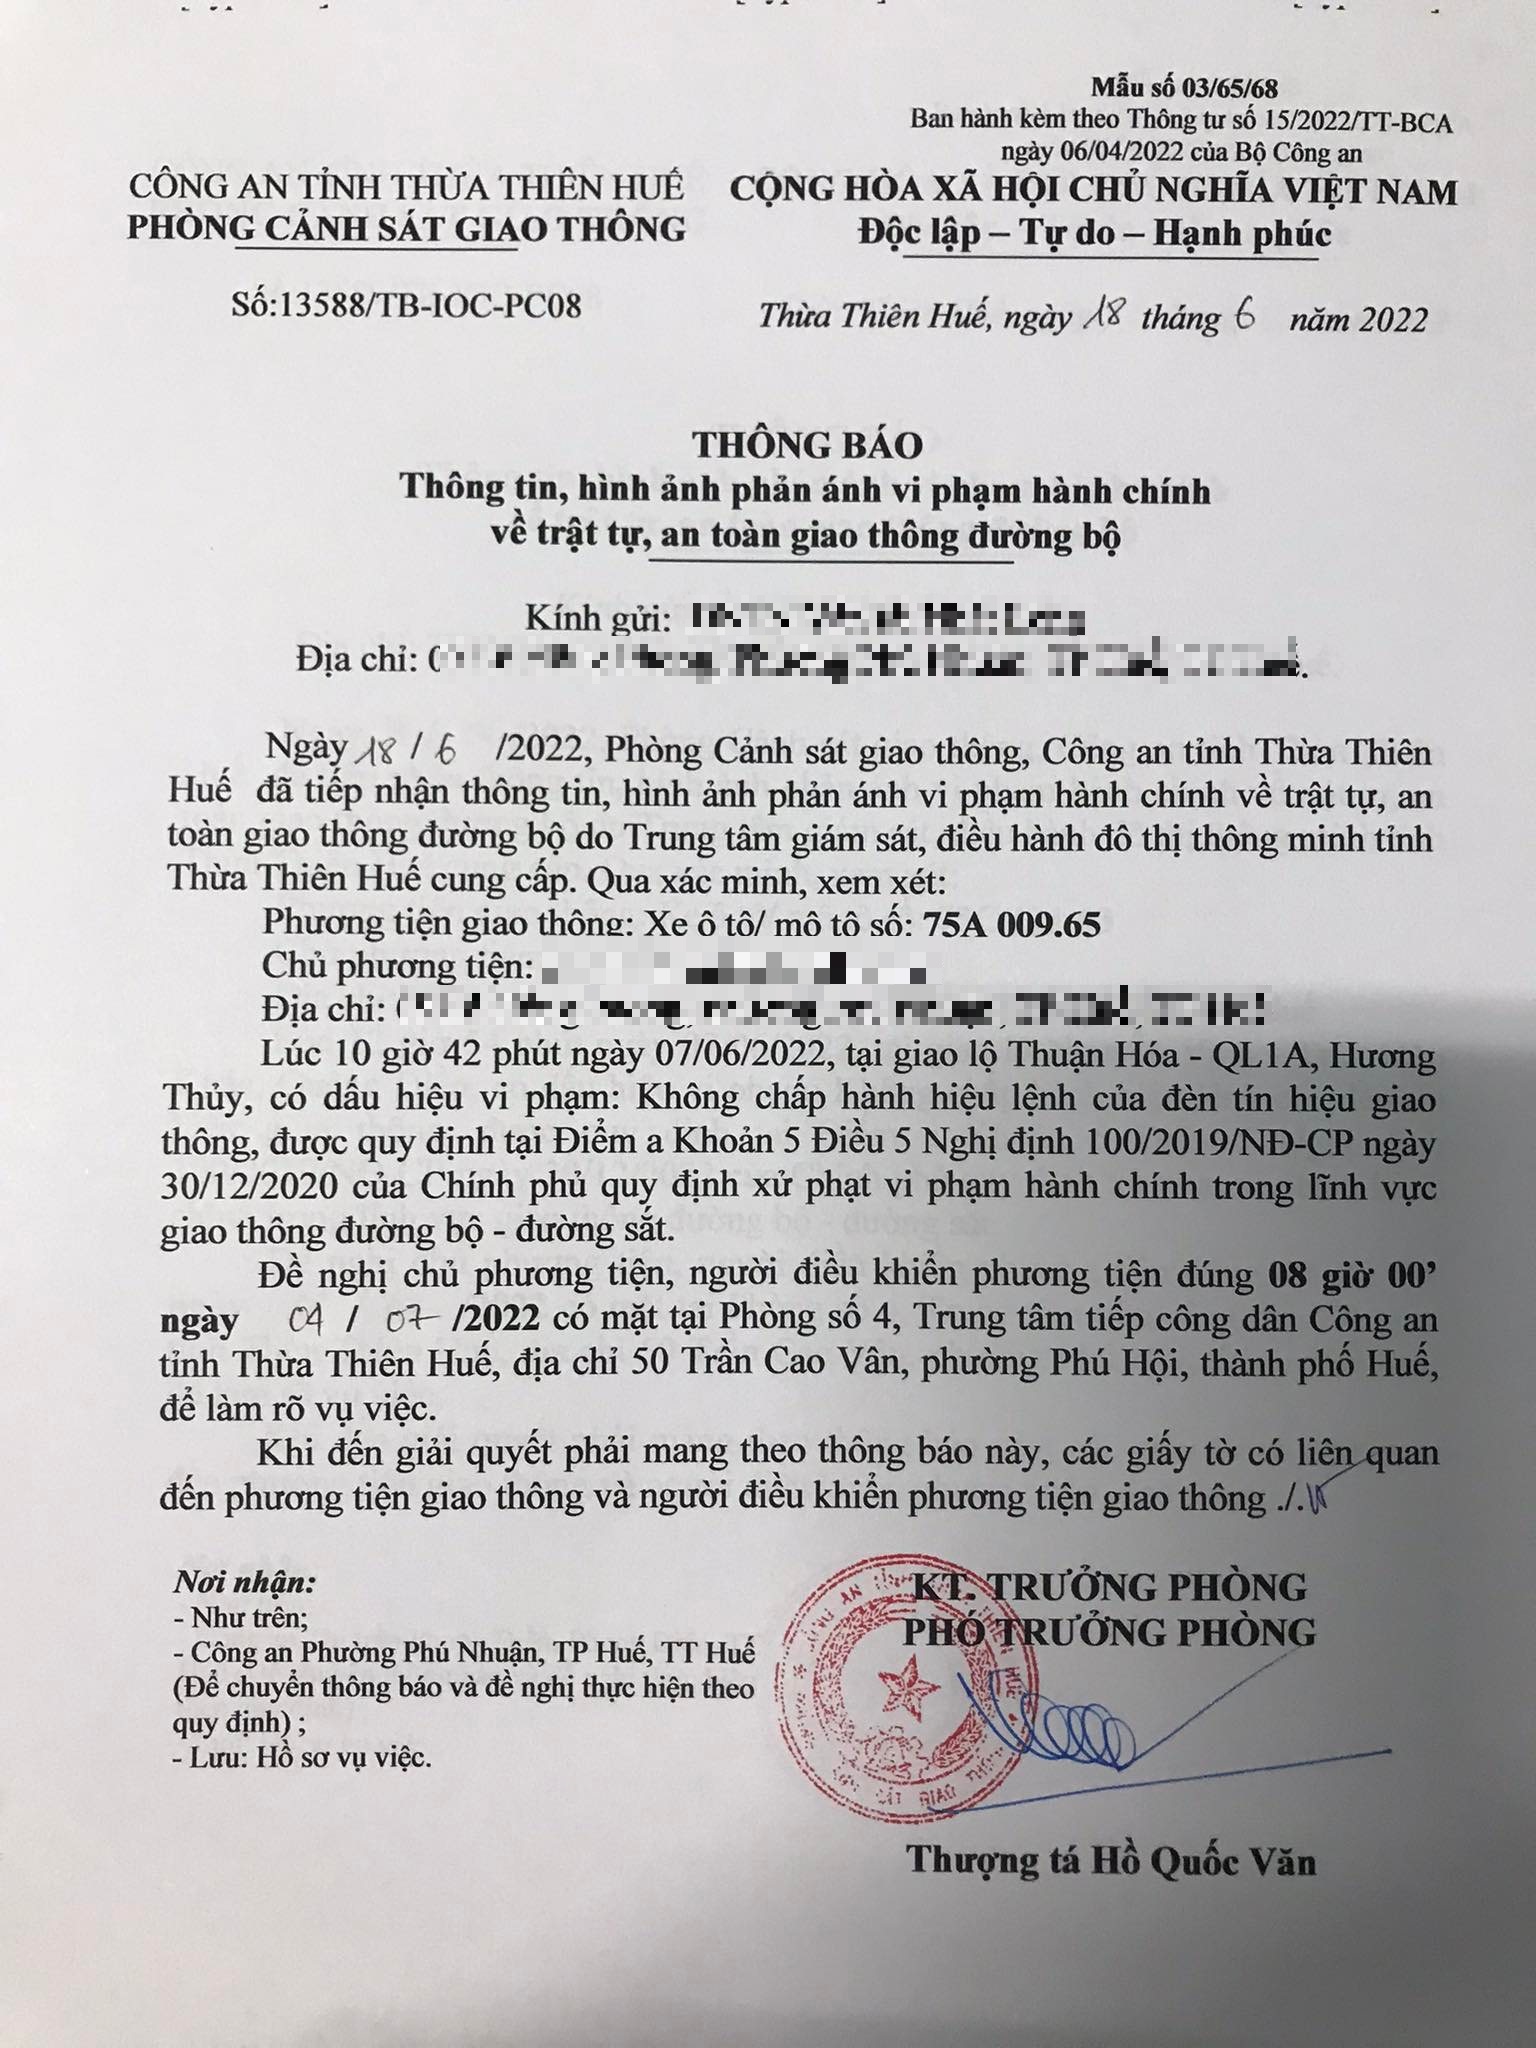 Mẫu số 03/65/68
Ban hành kèm theo Thông tư số 15/2022/TT-BCA
ngày 06/04/2022 của Bộ Công an
CÔNG AN TỈNH THỪA THIÊN HUẾ
PHÒNG CẢNH SÁT GIAO THÔNG
CỘNG HÒA XÃ HỘI CHỦ NGHĨA VIỆT NAM
Độc lập – Tự do – Hạnh phúc
Số:13588/TB-IOC-PC08
Thừa Thiên Huế, ngày 18 tháng 6 năm 2022
THÔNG BÁO
Thông tin, hình ảnh phản ánh vi phạm hành chính
về trật tự, an toàn giao thông đường bộ
Kính gửi:
Địa chỉ:
Ngày 18 / 6 /2022, Phòng Cảnh sát giao thông, Công an tỉnh Thừa Thiên
Huế đã tiếp nhận thông tin, hình ảnh phản ánh vi phạm hành chính về trật tự, an
toàn giao thông đường bộ do Trung tâm giám sát, điều hành đô thị thông minh tỉnh
Thừa Thiên Huế cung cấp. Qua xác minh, xem xét:
Phương tiện giao thông: Xe ô tô/ mô tô số: 75A 009.65
Chủ phương tiện:
Địa chỉ:
Lúc 10 giờ 42 phút ngày 07/06/2022, tại giao lộ Thuận Hóa - QL1A, Hương
Thủy, có dấu hiệu vi phạm: Không chấp hành hiệu lệnh của đèn tín hiệu giao
thông, được quy định tại Điểm a Khoản 5 Điều 5 Nghị định 100/2019/NĐ-CP ngày
30/12/2020 của Chính phủ quy định xử phạt vi phạm hành chính trong lĩnh vực
giao thông đường bộ - đường sắt.
Đề nghị chủ phương tiện, người điều khiển phương tiện đúng 08 giờ 00’
ngày 04 / 07 /2022 có mặt tại Phòng số 4, Trung tâm tiếp công dân Công an
tỉnh Thừa Thiên Huế, địa chỉ 50 Trần Cao Vân, phường Phú Hội, thành phố Huế,
để làm rõ vụ việc.
Khi đến giải quyết phải mang theo thông báo này, các giấy tờ có liên quan
đến phương tiện giao thông và người điều khiển phương tiện giao thông ./.
Nơi nhận:
- Như trên;
- Công an Phường Phú Nhuận, TP Huế, TT Huế
(Để chuyển thông báo và đề nghị thực hiện theo
quy định) ;
- Lưu: Hồ sơ vụ việc.
KT. TRƯỞNG PHÒNG
PHÓ TRƯỞNG PHÒNG
Thượng tá Hồ Quốc Văn